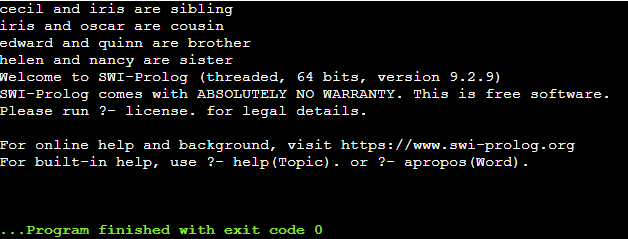 cecil and iris are sibling
iris and oscar are cousin
edward and quinn are brother
helen and nancy are sister
Welcome to SWI-Prolog (threaded, 64 bits, version 9.2.9)
SWI-Prolog comes with ABSOLUTELY NO WARRANTY. This is free software.
Please run ?- license. for legal details.
For online help and background, visit https://www.swi-prolog.org
For built-in help, use ?- help(Topic). or ?- apropos(Word).
...Program finished with exit code 0